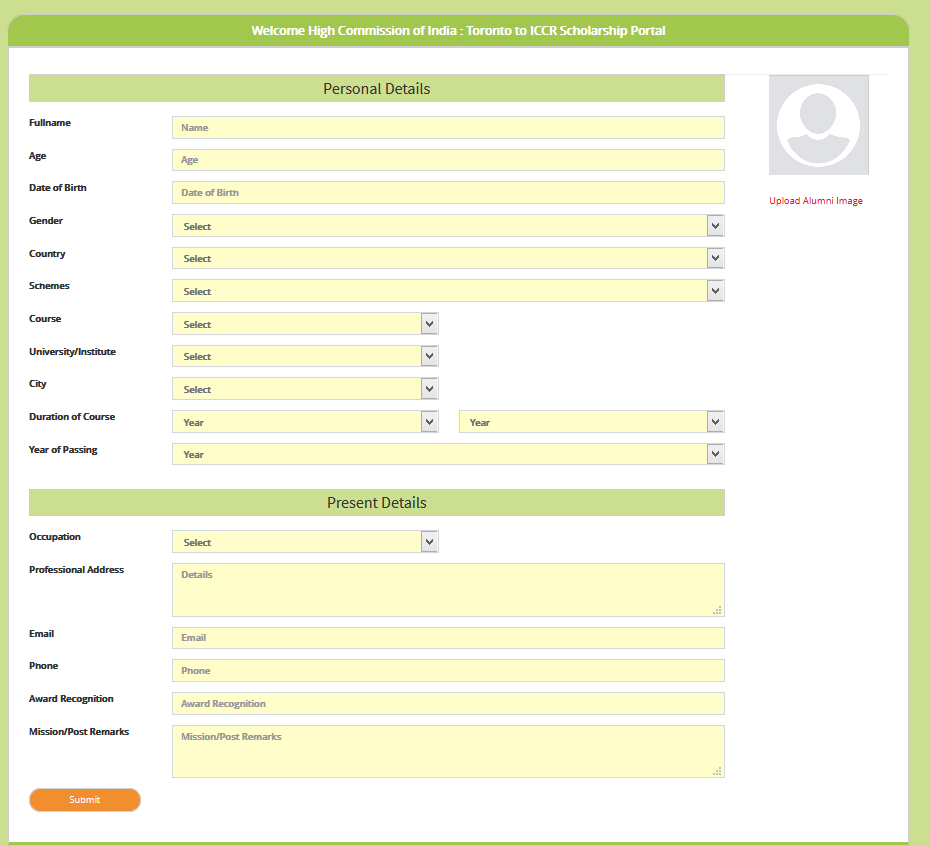 Welcome High Commission of India : Toronto to ICCR Scholarship Portal
Personal Details
Upload Alumni Image
Fullname Name
Age Age
Date of Birth Date of Birth
Gender Select
Country Select
Schemes Select
Course Select
University/Institute Select
City Select
Duration of Course Year Year
Year of Passing Year
Present Details
Occupation Select
Professional Address Details
Email Email
Phone Phone
Award Recognition Award Recognition
Mission/Post Remarks Mission/Post Remarks
Submit